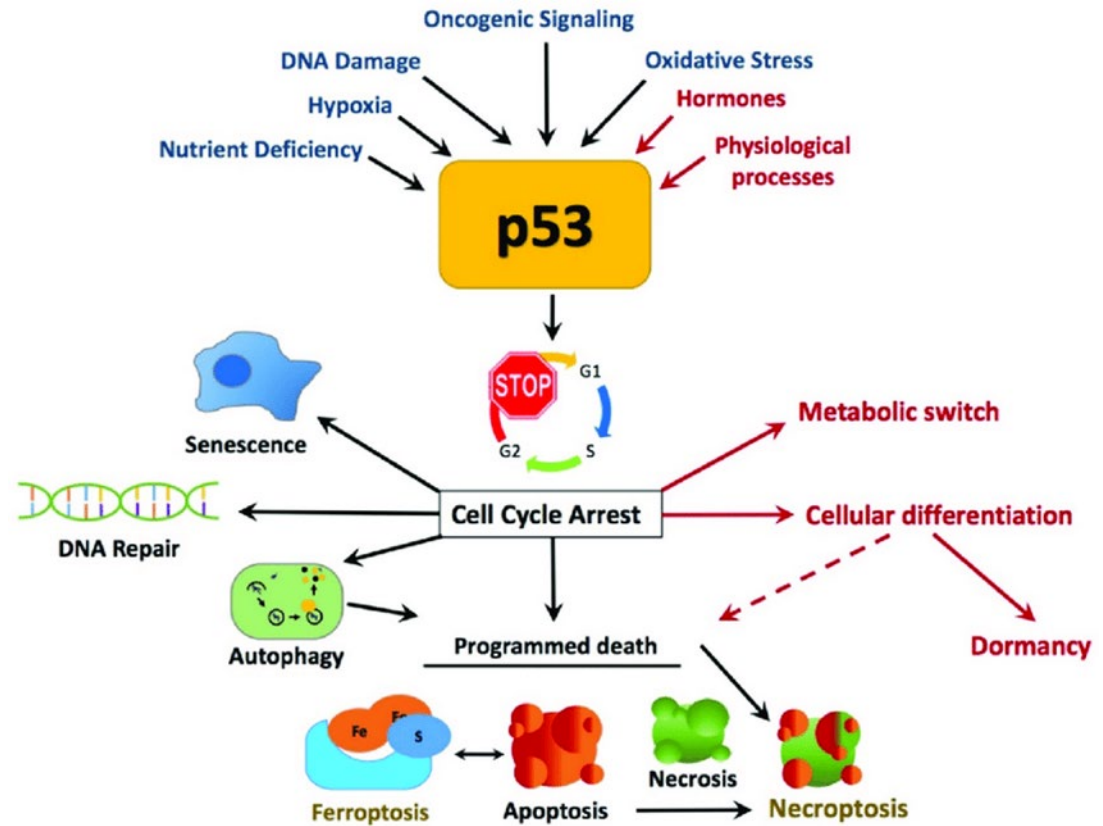 Oncogenic Signaling
DNA Damage
Oxidative Stress
Hypoxia
Hormones
Nutrient Deficiency
Physiological
processes
p53
STOP
G1
G2
S
Senescence
Metabolic switch
Cell Cycle Arrest
Cellular differentiation
DNA Repair
Autophagy
Programmed death
Dormancy
Fe
Fe
S
Necrosis
Ferroptosis
Apoptosis
Necroptosis